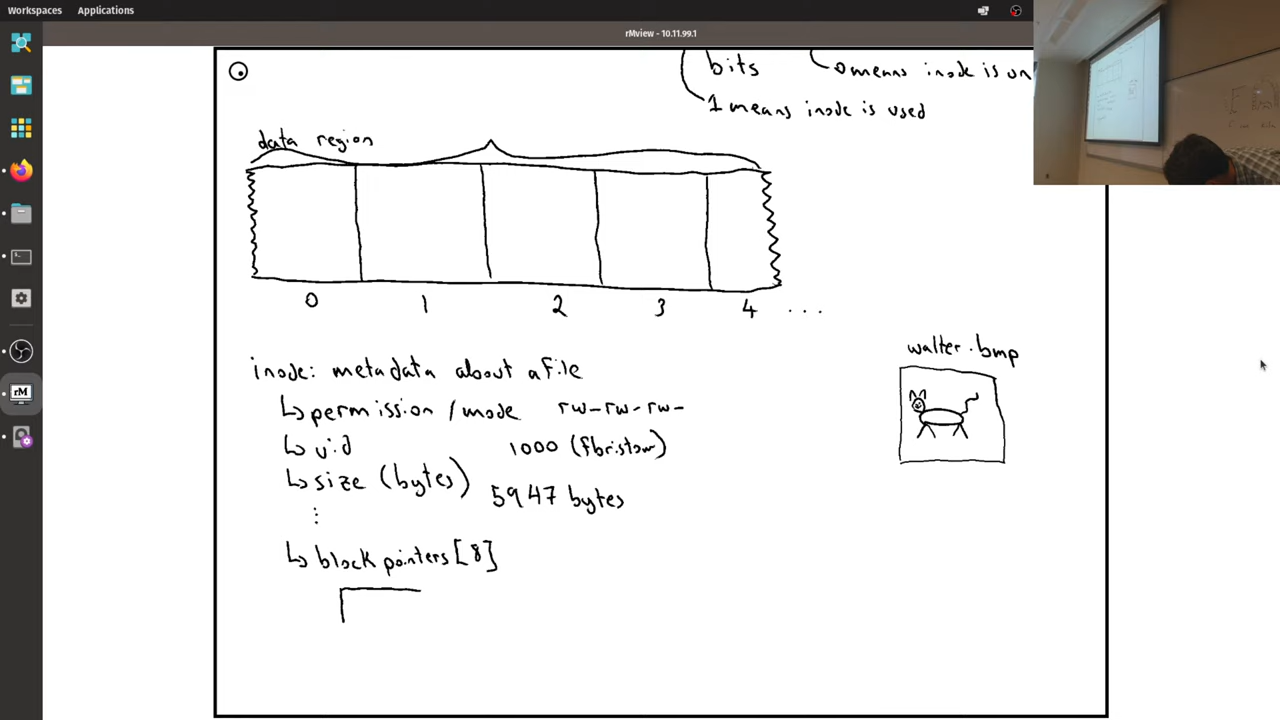 Workspaces Applications
rMview - 10.11.99.1
bits 0 means inode is un
1 means inode is used
data region
0 1 2 3 4 ...
inode: metadata about a file
↳ permission / mode rw-rw-rw-
↳ uid 1000 (fbristow)
↳ size (bytes) 5947 bytes
⋮
↳ block pointers [8]
walter.bmp
rM